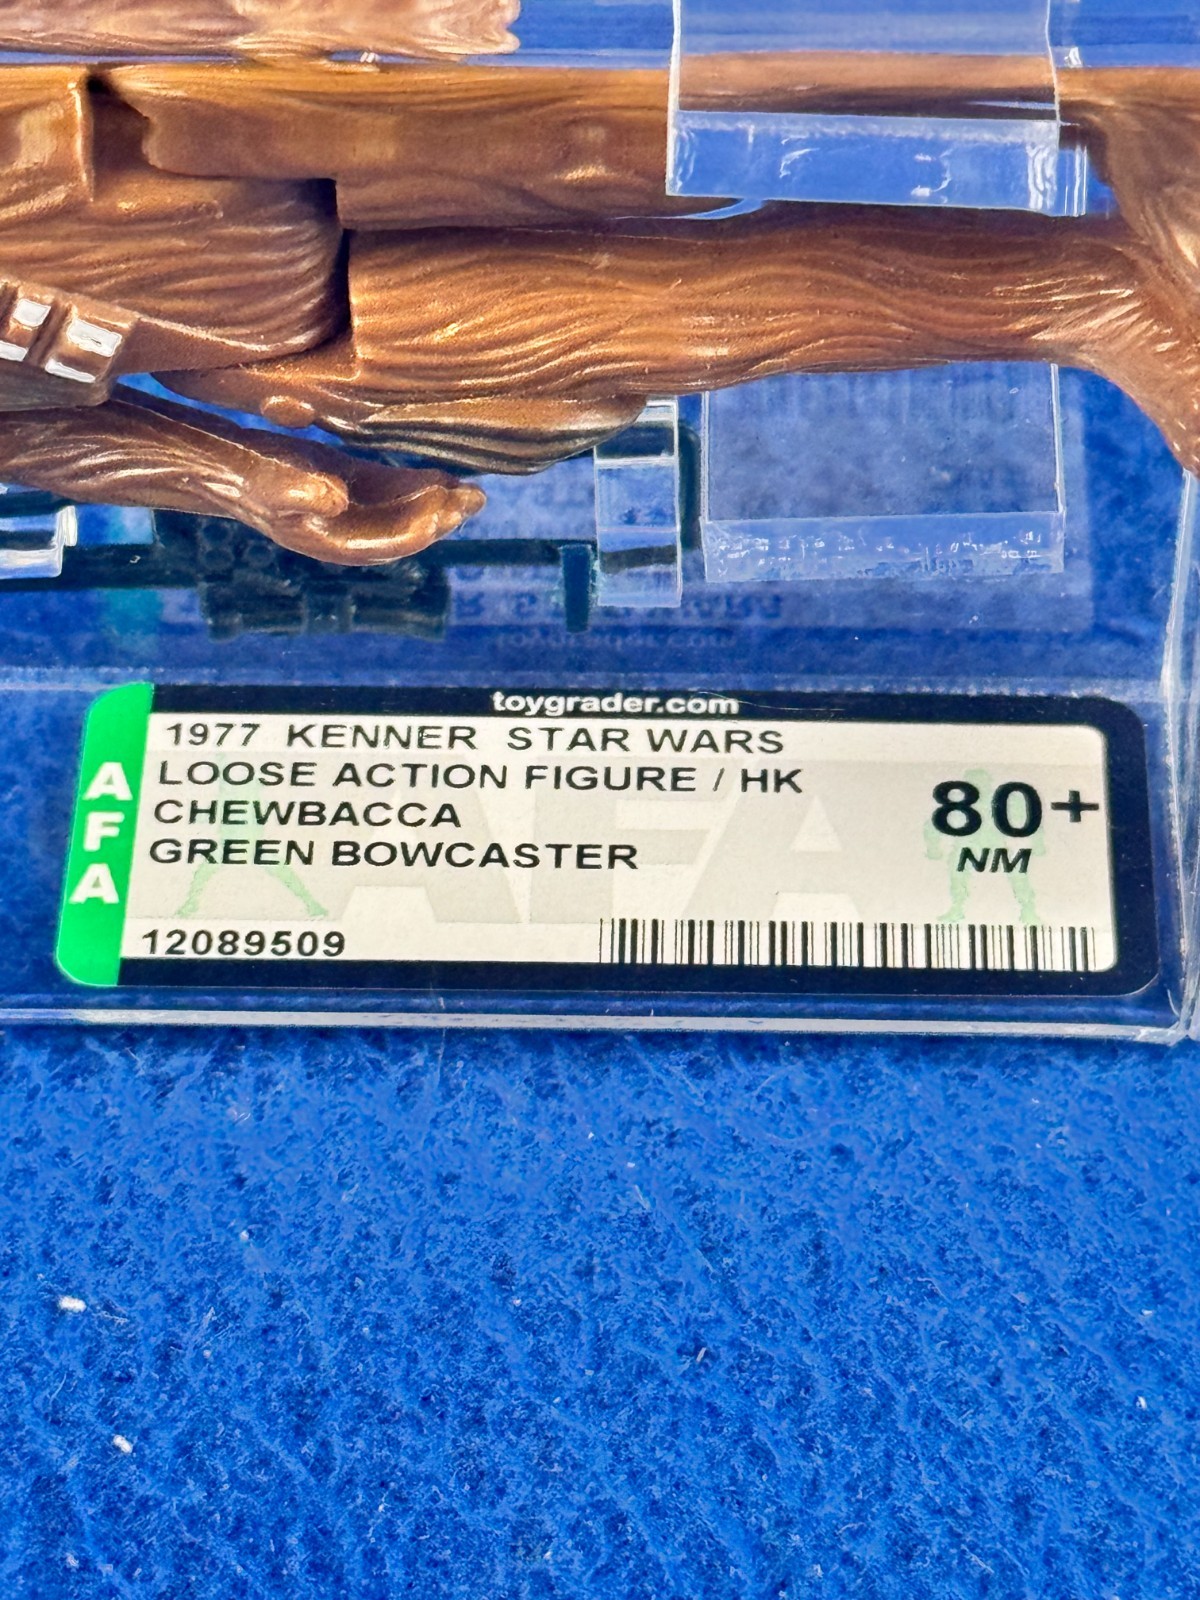 toygrader.com
1977 KENNER STAR WARS
LOOSE ACTION FIGURE / HK
CHEWBACCA
GREEN BOWCASTER
80+
NM
12089509
AFA